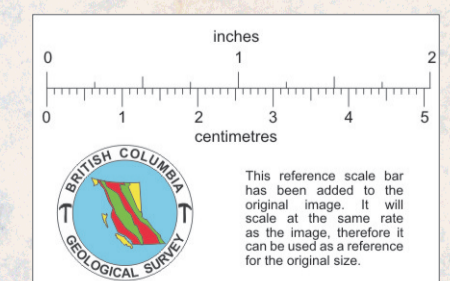 inches
0 1 2
0 1 2 3 4 5
centimetres
BRITISH COLUMBIA
GEOLOGICAL SURVEY
This reference scale bar
has been added to the
original image. It will
scale at the same rate
as the image, therefore it
can be used as a reference
for the original size.